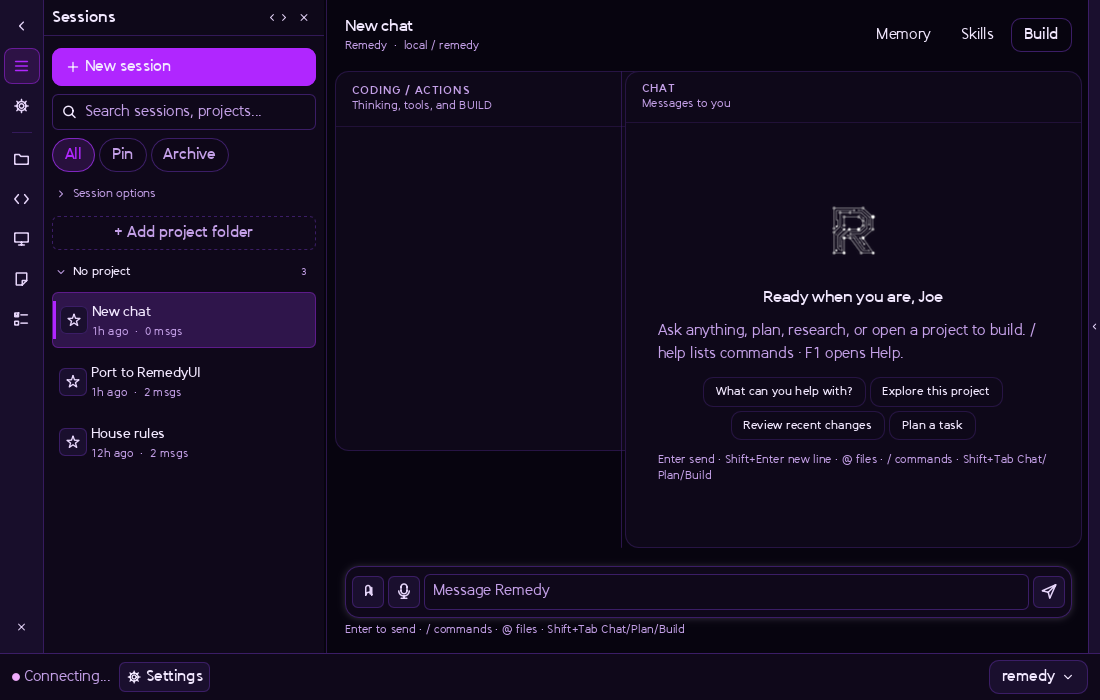 Sessions
New session
Search sessions, projects...
All
Pin
Archive
Session options
+ Add project folder
No project
3
New chat
1h ago · 0 msgs
Port to RemedyUI
1h ago · 2 msgs
House rules
12h ago · 2 msgs
New chat
Remedy · local / remedy
Memory
Skills
Build
CODING / ACTIONS
Thinking, tools, and BUILD
CHAT
Messages to you
R
Ready when you are, Joe
Ask anything, plan, research, or open a project to build. /
help lists commands · F1 opens Help.
What can you help with?
Explore this project
Review recent changes
Plan a task
Enter send · Shift+Enter new line · @ files · / commands · Shift+Tab Chat/
Plan/Build
Message Remedy
Enter to send · / commands · @ files · Shift+Tab Chat/Plan/Build
Connecting...
Settings
remedy